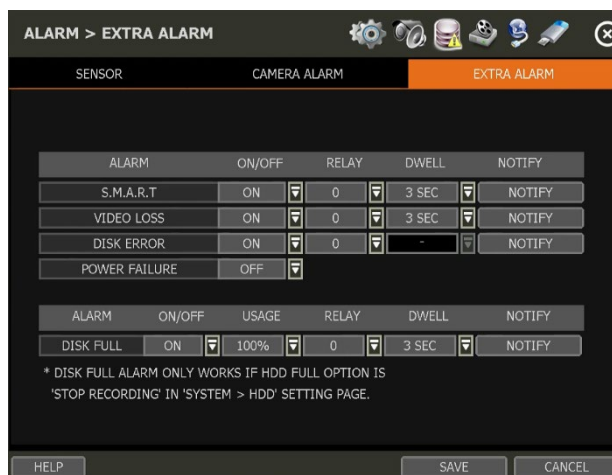 ALARM > EXTRA ALARM
SENSOR CAMERA ALARM EXTRA ALARM
ALARM ON/OFF RELAY DWELL NOTIFY
S.M.A.R.T ON 0 3 SEC NOTIFY
VIDEO LOSS ON 0 3 SEC NOTIFY
DISK ERROR ON 0 - NOTIFY
POWER FAILURE OFF
ALARM ON/OFF USAGE RELAY DWELL NOTIFY
DISK FULL ON 100% 0 3 SEC NOTIFY
* DISK FULL ALARM ONLY WORKS IF HDD FULL OPTION IS
'STOP RECORDING' IN 'SYSTEM > HDD' SETTING PAGE.
HELP SAVE CANCEL